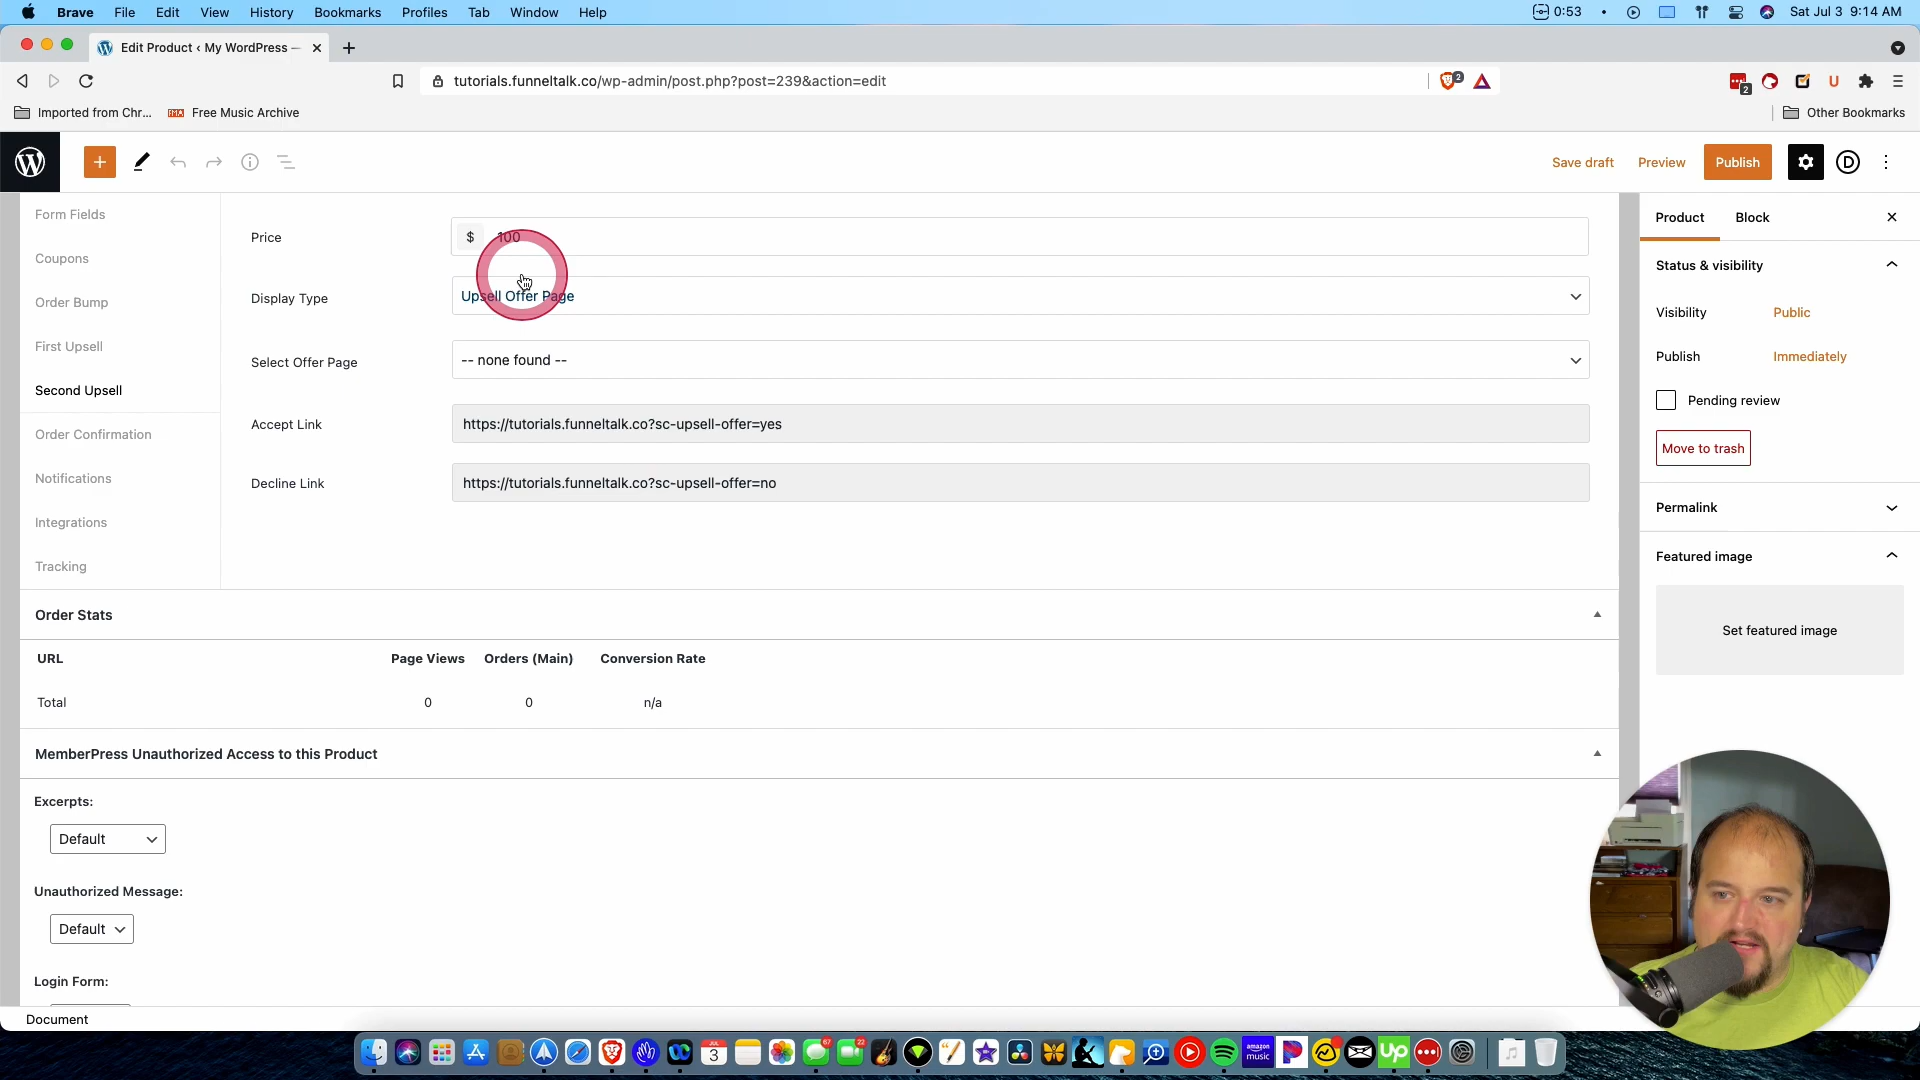 Brave File Edit View History Bookmarks Profiles Tab Window Help 0:53 Sat Jul 3 9:14 AM
Edit Product ‹ My WordPress —
tutorials.funneltalk.co/wp-admin/post.php?post=239&action=edit 2 U 2
Imported from Chr... Free Music Archive Other Bookmarks
Save draft Preview Publish
Form Fields
Coupons
Order Bump
First Upsell
Second Upsell
Order Confirmation
Notifications
Integrations
Tracking
Price $ 100
Display Type Upsell Offer Page
Select Offer Page -- none found --
Accept Link https://tutorials.funneltalk.co?sc-upsell-offer=yes
Decline Link https://tutorials.funneltalk.co?sc-upsell-offer=no
Product Block
Status & visibility
Visibility Public
Publish Immediately
Pending review
Move to trash
Permalink
Featured image
Set featured image
Order Stats
URL Page Views Orders (Main) Conversion Rate
Total 0 0 n/a
MemberPress Unauthorized Access to this Product
Excerpts:
Default
Unauthorized Message:
Default
Login Form:
Document